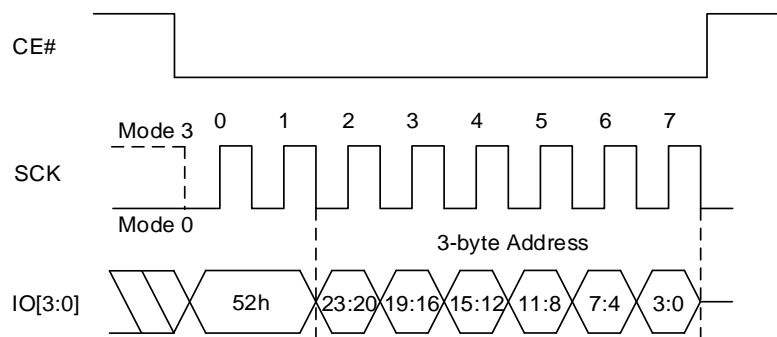 CE#
Mode 3 0 1 2 3 4 5 6 7
SCK
Mode 0
3-byte Address
IO[3:0] 52h 23:20 19:16 15:12 11:8 7:4 3:0